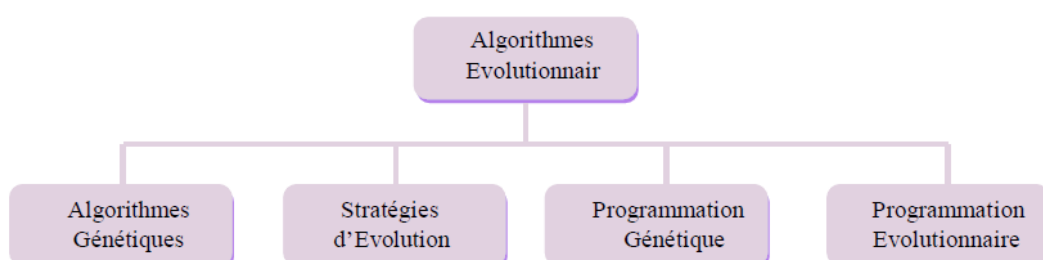 Algorithmes
Evolutionnair
Algorithmes
Génétiques
Stratégies
d’Evolution
Programmation
Génétique
Programmation
Evolutionnaire